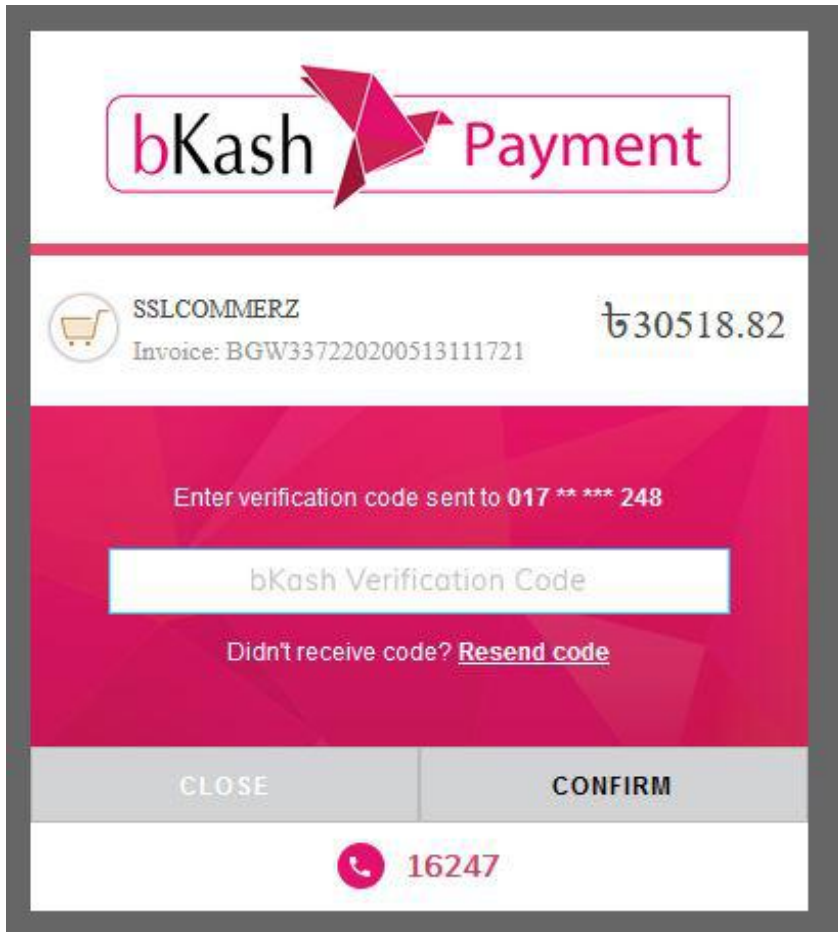 bKash Payment
SSLCOMMERZ
৳30518.82
Invoice: BGW337220200513111721
Enter verification code sent to 017 ** *** 248
bKash Verification Code
Didn't receive code? Resend code
CLOSE
CONFIRM
16247